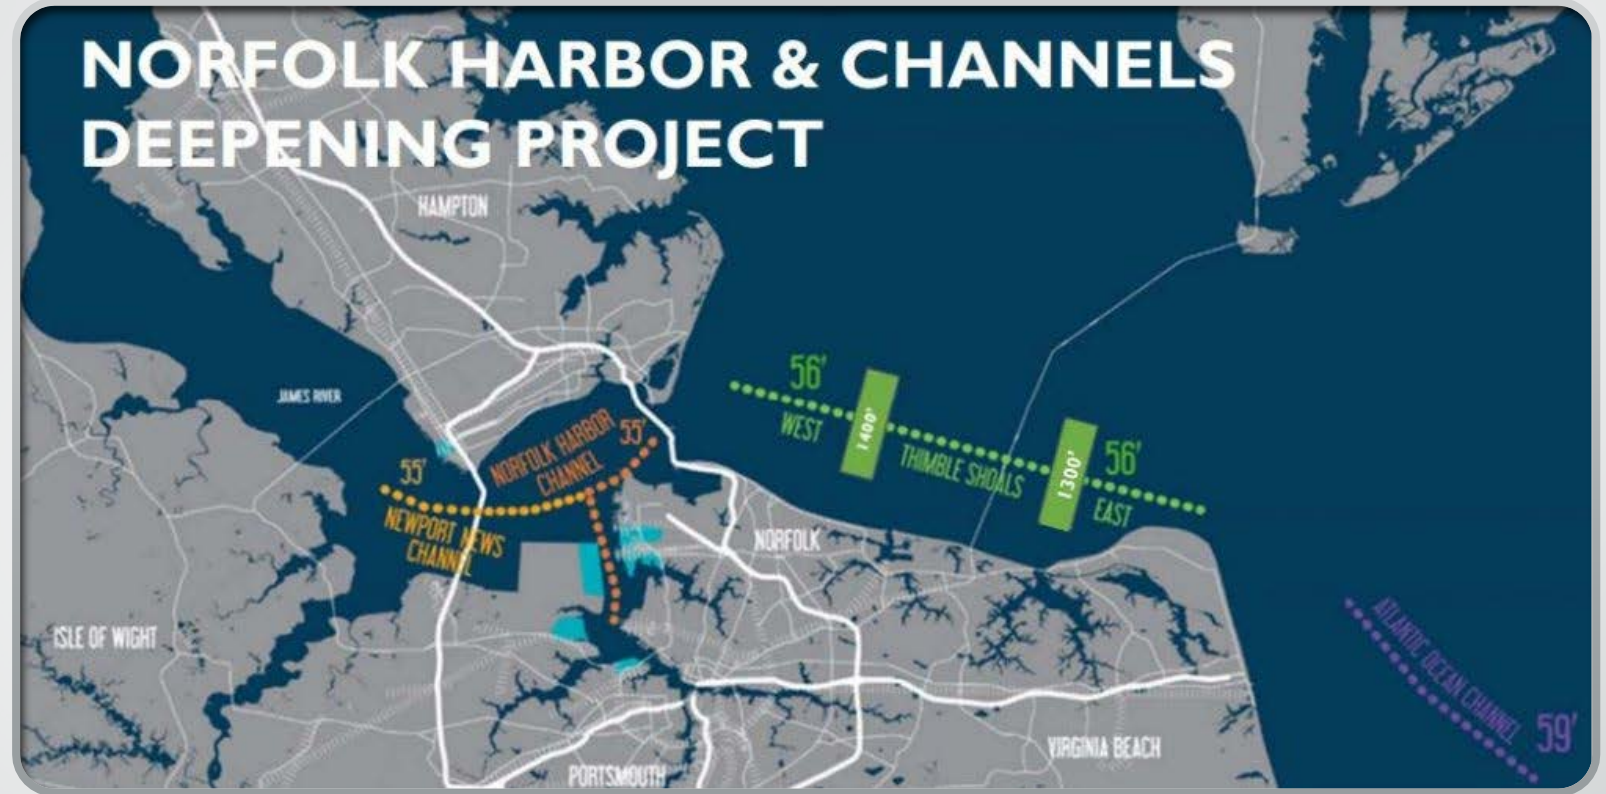 NORFOLK HARBOR & CHANNELS
DEEPENING PROJECT
HAMPTON
JAMES RIVER
56'
WEST
1400'
THIMBLE SHOALS
1300'
56'
EAST
NORFOLK HARBOR
CHANNEL
55'
55'
NEWPORT NEWS
CHANNEL
NORFOLK
ISLE OF WIGHT
ATLANTIC OCEAN CHANNEL
59'
VIRGINIA BEACH
PORTSMOUTH